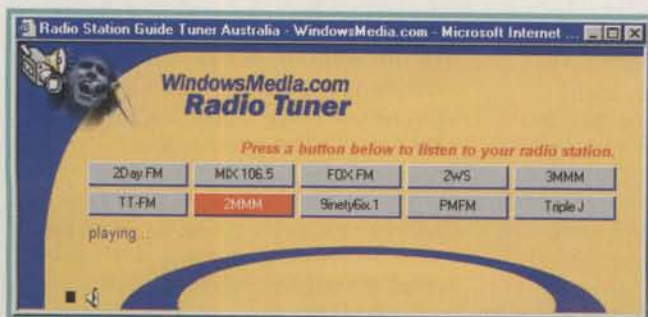 Radio Station Guide Tuner Australia - WindowsMedia.com - Microsoft Internet ...
WindowsMedia.com
Radio Tuner
Press a button below to listen to your radio station.
2Day FM MIX 106.5 FOX FM 2WS 3MMM
TT-FM 2MMM 9inety6ix.1 PMFM Triple J
playing ...